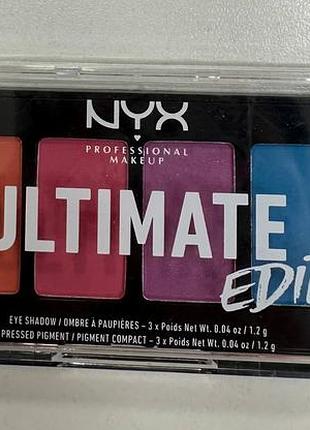 NYX
PROFESSIONAL
MAKEUP
ULTIMATE
EDI
EYE SHADOW / OMBRE À PAUPIÈRES – 3 x Poids Net Wt. 0.04 oz / 1.2 g
PRESSED PIGMENT / PIGMENT COMPACT – 3 x Poids Net Wt. 0.04 oz / 1.2 g